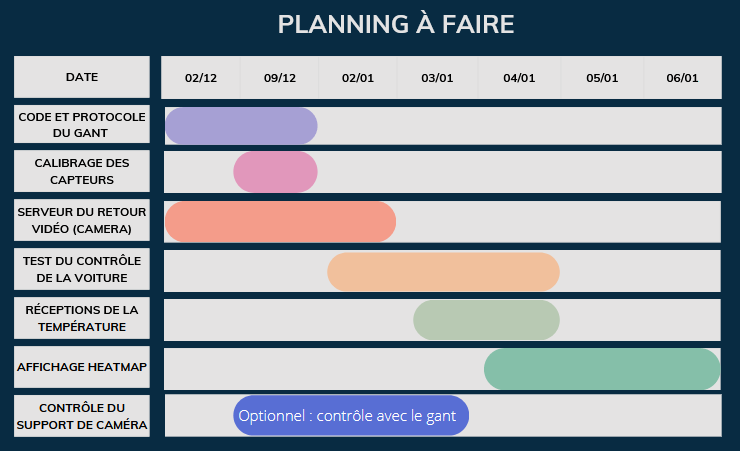 PLANNING À FAIRE
DATE
02/12
09/12
02/01
03/01
04/01
05/01
06/01
CODE ET PROTOCOLE
DU GANT
CALIBRAGE DES
CAPTEURS
SERVEUR DU RETOUR
VIDÉO (CAMERA)
TEST DU CONTRÔLE
DE LA VOITURE
RÉCEPTIONS DE LA
TEMPÉRATURE
AFFICHAGE HEATMAP
CONTRÔLE DU
SUPPORT DE CAMÉRA
Optionnel : contrôle avec le gant